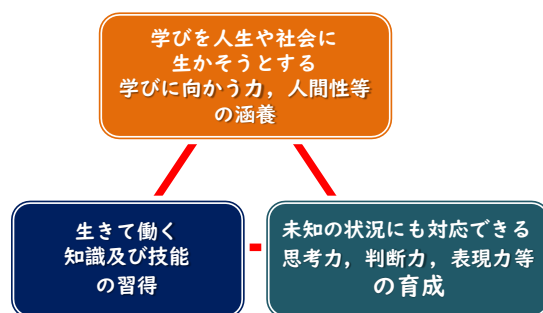 学びを人生や社会に
生かそうとする
学びに向かう力，人間性等
の涵養
生きて働く
知識及び技能
の習得
未知の状況にも対応できる
思考力，判断力，表現力等
の育成